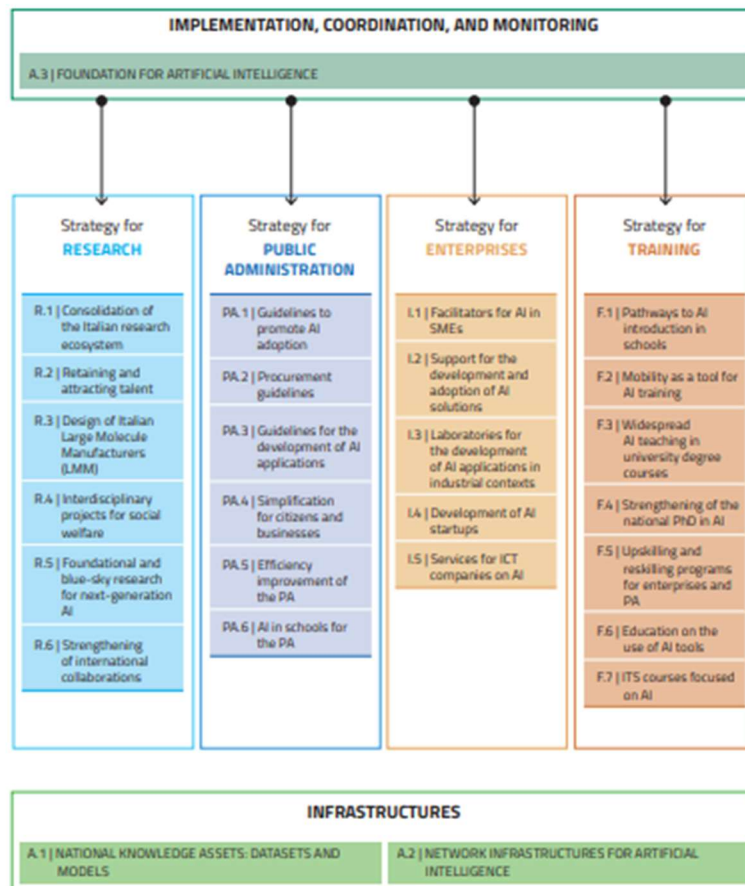 IMPLEMENTATION, COORDINATION, AND MONITORING
A.3 | FOUNDATION FOR ARTIFICIAL INTELLIGENCE
Strategy for
RESEARCH
R.1 | Consolidation of
the Italian research
ecosystem
R.2 | Retaining and
attracting talent
R.3 | Design of Italian
Large Molecule
Manufacturers
(LMM)
R.4 | Interdisciplinary
projects for social
welfare
R.5 | Foundational and
blue-sky research
for next-generation
AI
R.6 | Strengthening
of international
collaborations
Strategy for
PUBLIC
ADMINISTRATION
PA.1 | Guidelines to
promote AI
adoption
PA.2 | Procurement
guidelines
PA.3 | Guidelines for the
development of AI
applications
PA.4 | Simplification
for citizens and
businesses
PA.5 | Efficiency
improvement of
the PA
PA.6 | AI in schools for
the PA
Strategy for
ENTERPRISES
I.1 | Facilitators for AI in
SMEs
I.2 | Support for the
development and
adoption of AI
solutions
I.3 | Laboratories for
the development
of AI applications in
industrial contexts
I.4 | Development of AI
startups
I.5 | Services for ICT
companies on AI
Strategy for
TRAINING
F.1 | Pathways to AI
introduction in
schools
F.2 | Mobility as a tool for
AI training
F.3 | Widespread
AI teaching in
university degree
courses
F.4 | Strengthening of the
national PhD in AI
F.5 | Upskilling and
reskilling programs
for enterprises and
PA
F.6 | Education on the
use of AI tools
F.7 | ITS courses focused
on AI
INFRASTRUCTURES
A.1 | NATIONAL KNOWLEDGE ASSETS: DATASETS AND
MODELS
A.2 | NETWORK INFRASTRUCTURES FOR ARTIFICIAL
INTELLIGENCE